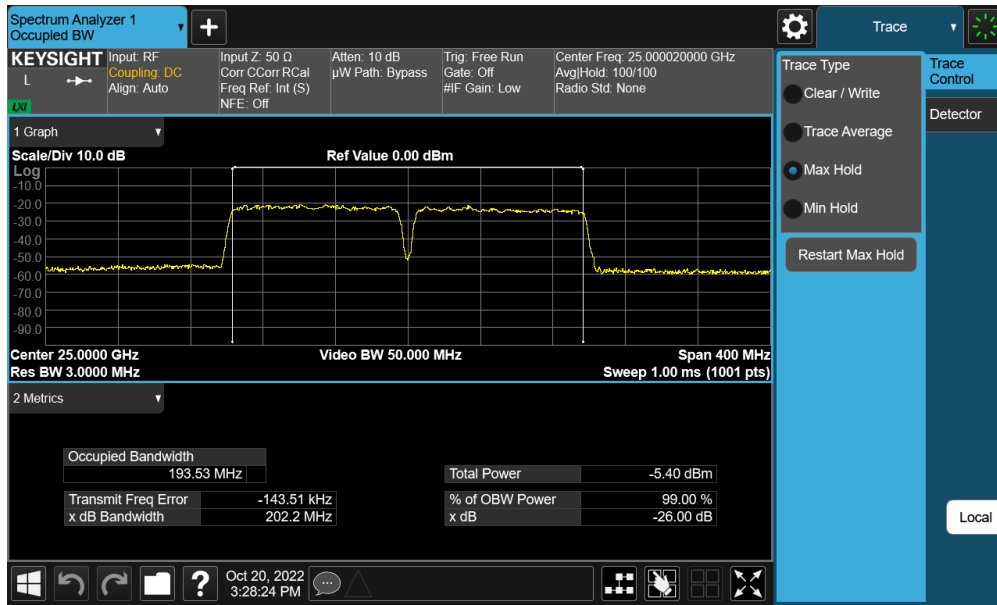 Spectrum Analyzer 1
Occupied BW
+
Trace
KEYSIGHT
L
LXI
Input: RF
Coupling: DC
Align: Auto
Input Z: 50 Ω
Corr CCorr RCal
Freq Ref: Int (S)
NFE: Off
Atten: 10 dB
µW Path: Bypass
Trig: Free Run
Gate: Off
#IF Gain: Low
Center Freq: 25.000020000 GHz
Avg|Hold: 100/100
Radio Std: None
Trace Type
Clear / Write
Trace Average
Max Hold
Min Hold
Restart Max Hold
Trace
Control
Detector
Local
1 Graph
Scale/Div 10.0 dB
Ref Value 0.00 dBm
Log
-10.0
-20.0
-30.0
-40.0
-50.0
-60.0
-70.0
-80.0
-90.0
Center 25.0000 GHz
Video BW 50.000 MHz
Span 400 MHz
Res BW 3.0000 MHz
Sweep 1.00 ms (1001 pts)
2 Metrics
Occupied Bandwidth
193.53 MHz
Total Power -5.40 dBm
Transmit Freq Error -143.51 kHz
% of OBW Power 99.00 %
x dB Bandwidth 202.2 MHz
x dB -26.00 dB
?
Oct 20, 2022
3:28:24 PM